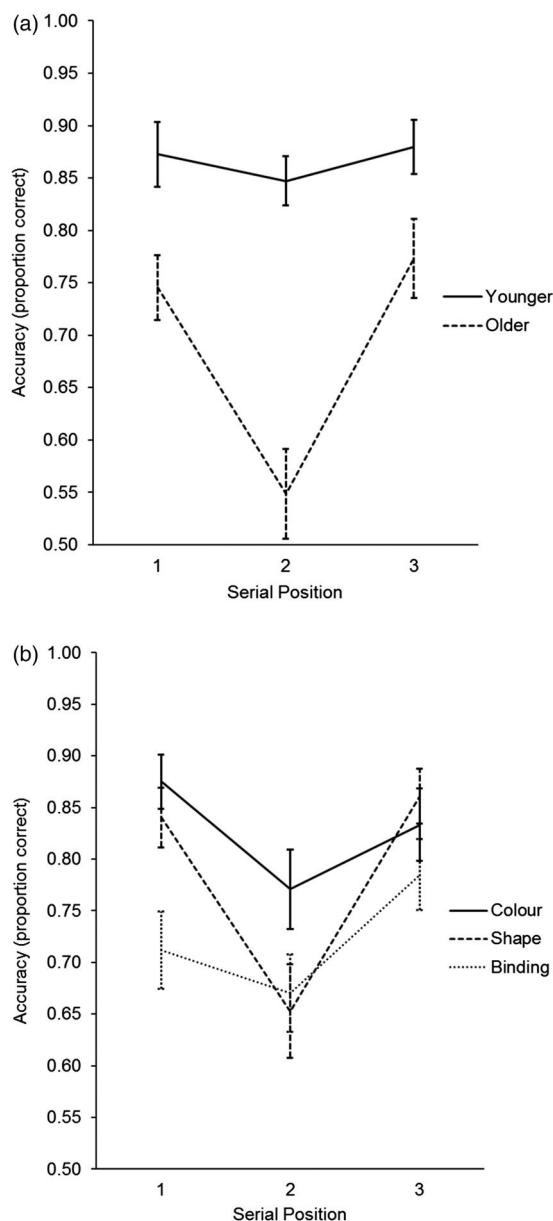 (a)
1.00
0.95
0.90
0.85
0.80
0.75
0.70
0.65
0.60
0.55
0.50
Accuracy (proportion correct)
1 2 3
Serial Position
Younger
Older
(b)
1.00
0.95
0.90
0.85
0.80
0.75
0.70
0.65
0.60
0.55
0.50
Accuracy (proportion correct)
1 2 3
Serial Position
Colour
Shape
Binding